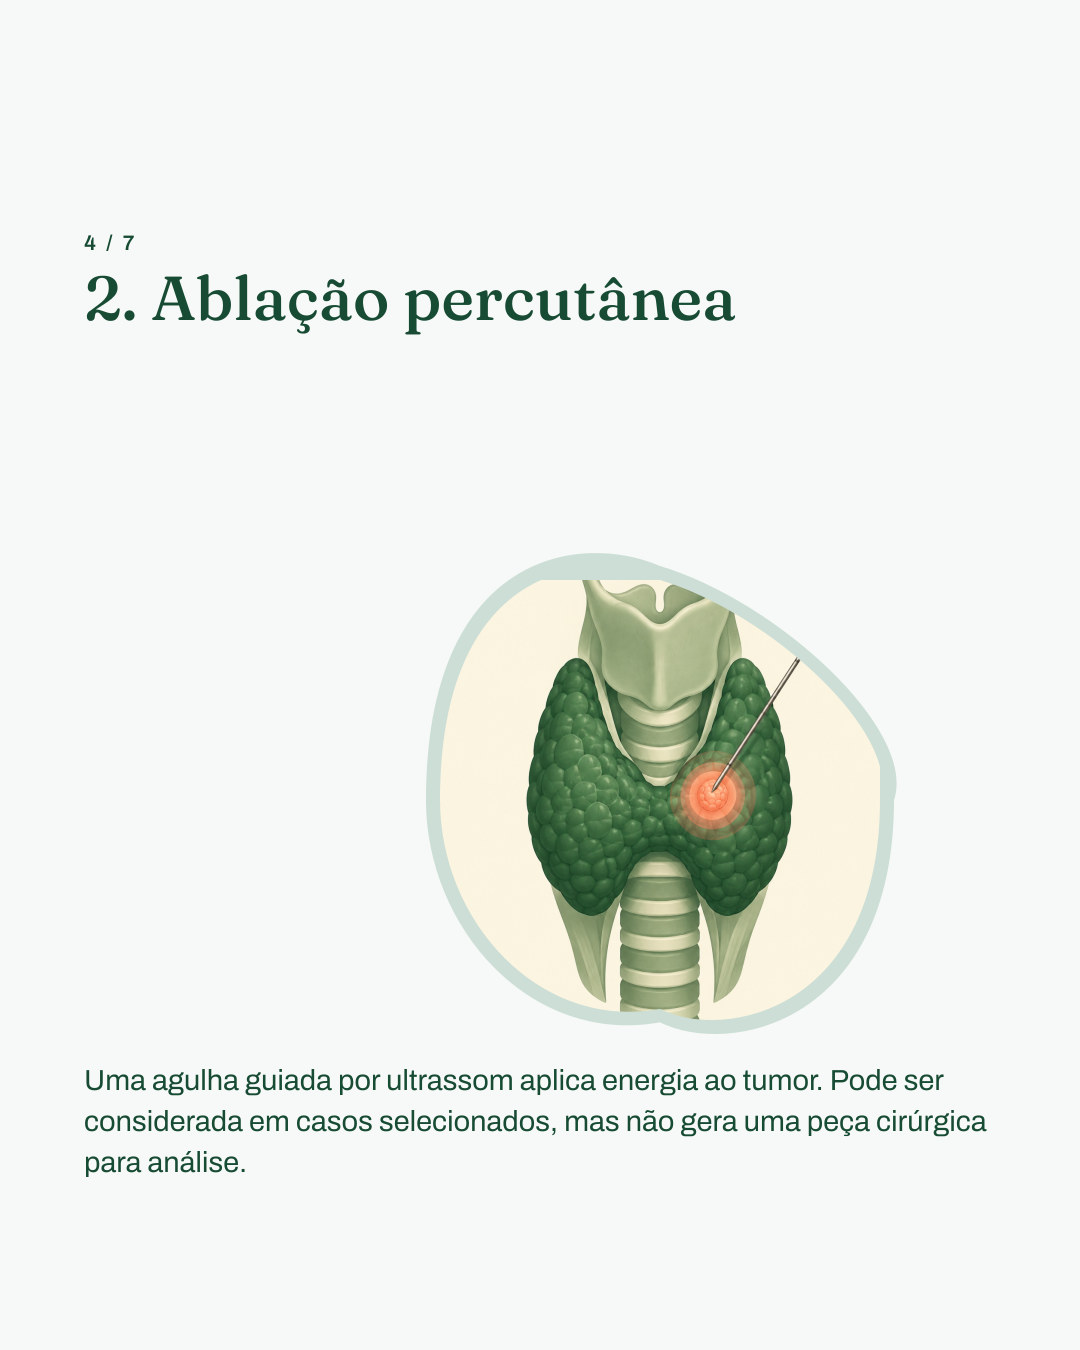 4 / 7
2. Ablação percutânea
Uma agulha guiada por ultrassom aplica energia ao tumor. Pode ser
considerada em casos selecionados, mas não gera uma peça cirúrgica
para análise.